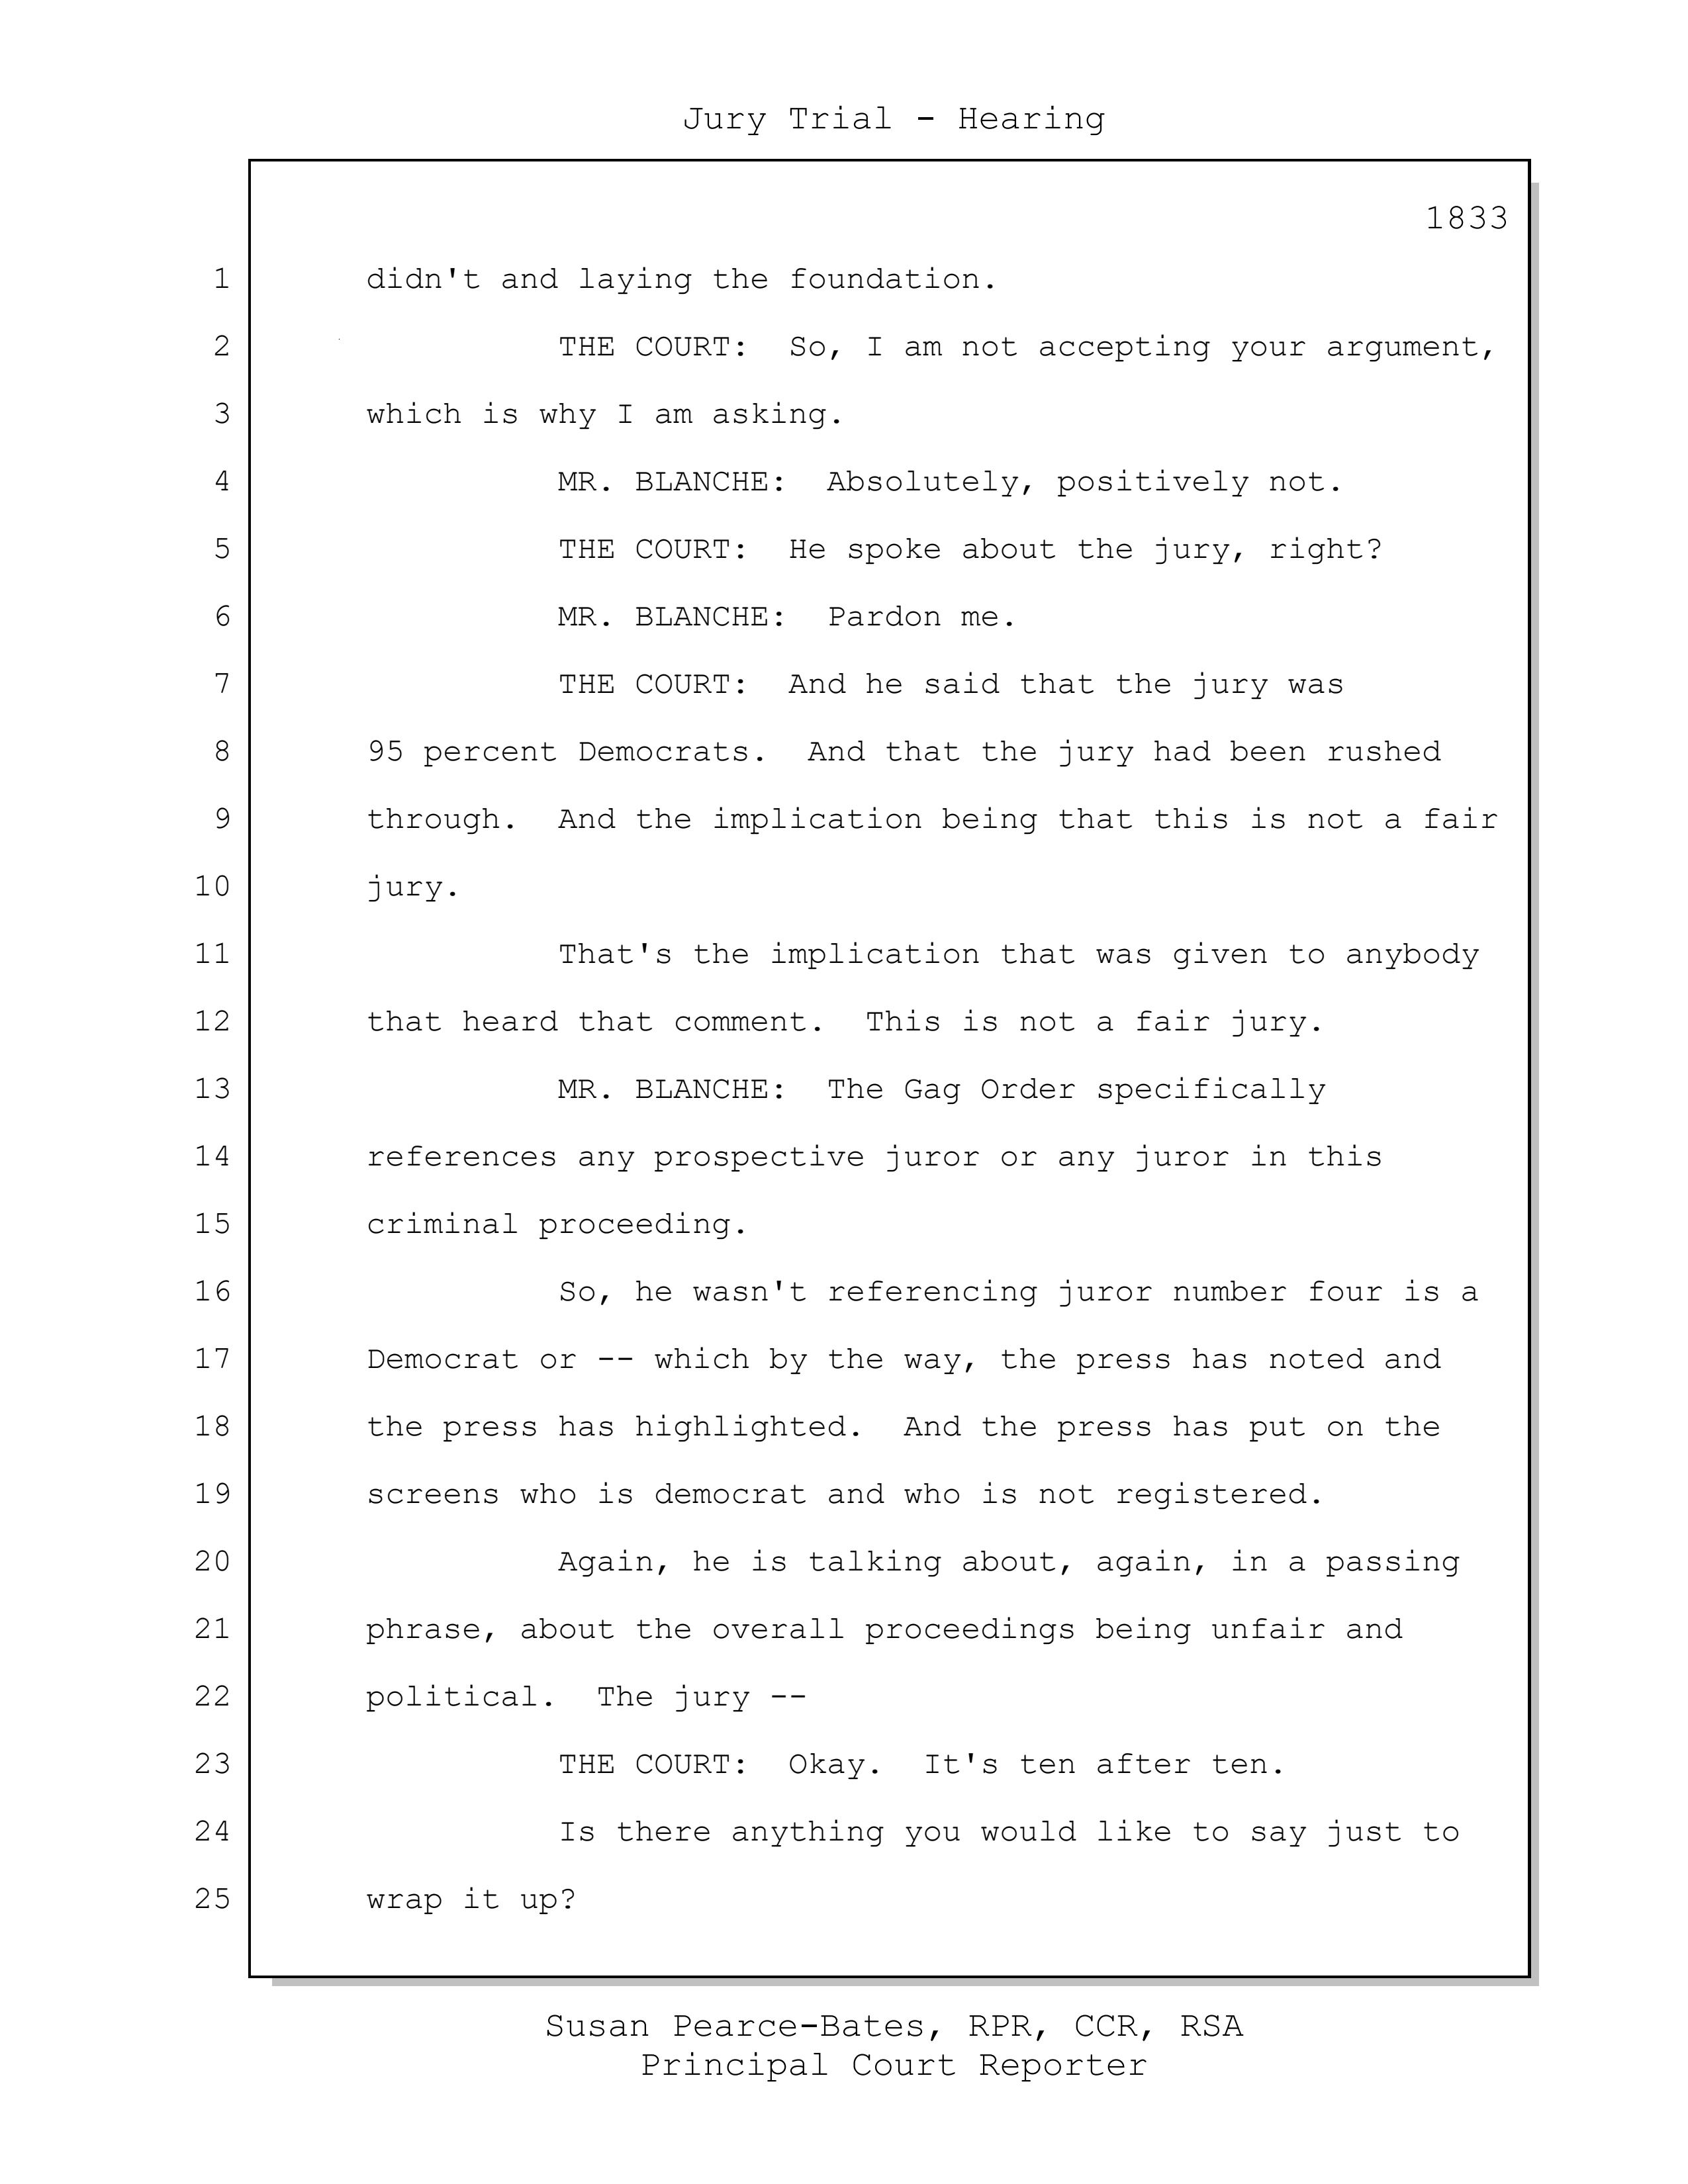 Jury Trial - Hearing
1833
1 didn't and laying the foundation.
2 THE COURT: So, I am not accepting your argument,
3 which is why I am asking.
4 MR. BLANCHE: Absolutely, positively not.
5 THE COURT: He spoke about the jury, right?
6 MR. BLANCHE: Pardon me.
7 THE COURT: And he said that the jury was
8 95 percent Democrats. And that the jury had been rushed
9 through. And the implication being that this is not a fair
10 jury.
11 That's the implication that was given to anybody
12 that heard that comment. This is not a fair jury.
13 MR. BLANCHE: The Gag Order specifically
14 references any prospective juror or any juror in this
15 criminal proceeding.
16 So, he wasn't referencing juror number four is a
17 Democrat or -- which by the way, the press has noted and
18 the press has highlighted. And the press has put on the
19 screens who is democrat and who is not registered.
20 Again, he is talking about, again, in a passing
21 phrase, about the overall proceedings being unfair and
22 political. The jury --
23 THE COURT: Okay. It's ten after ten.
24 Is there anything you would like to say just to
25 wrap it up?
Susan Pearce-Bates, RPR, CCR, RSA
Principal Court Reporter